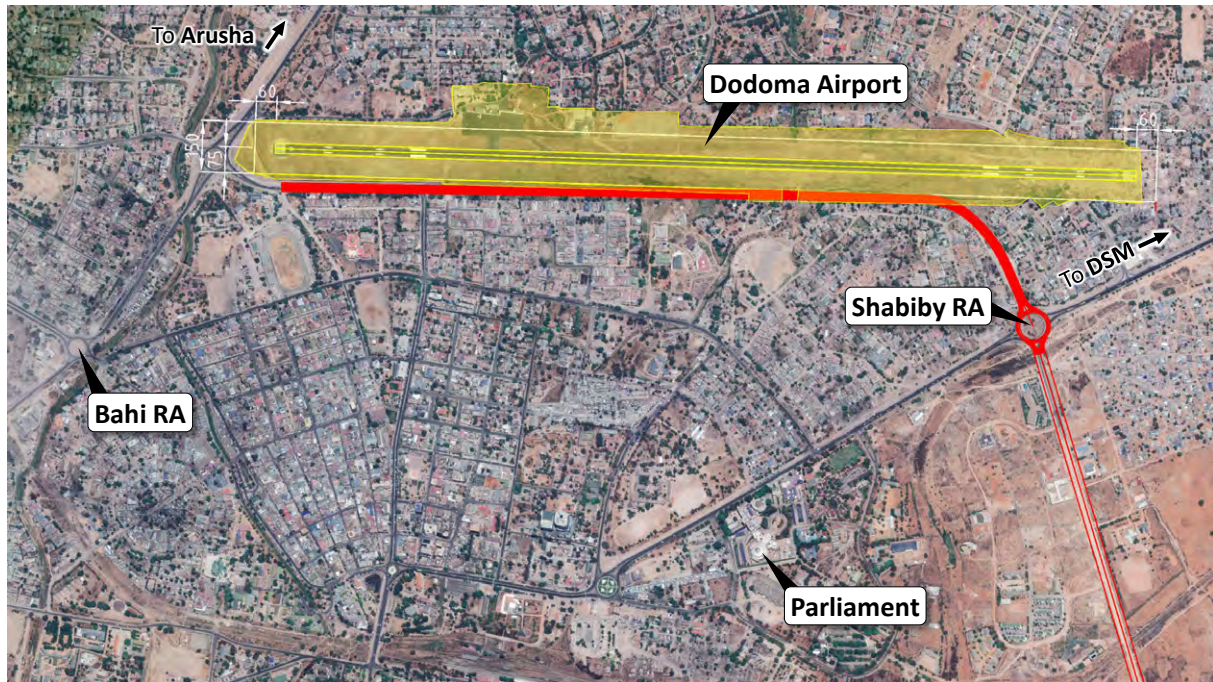 To Arusha
60
Dodoma Airport
60
150
75
To DSM
Shabiby RA
Bahi RA
Parliament